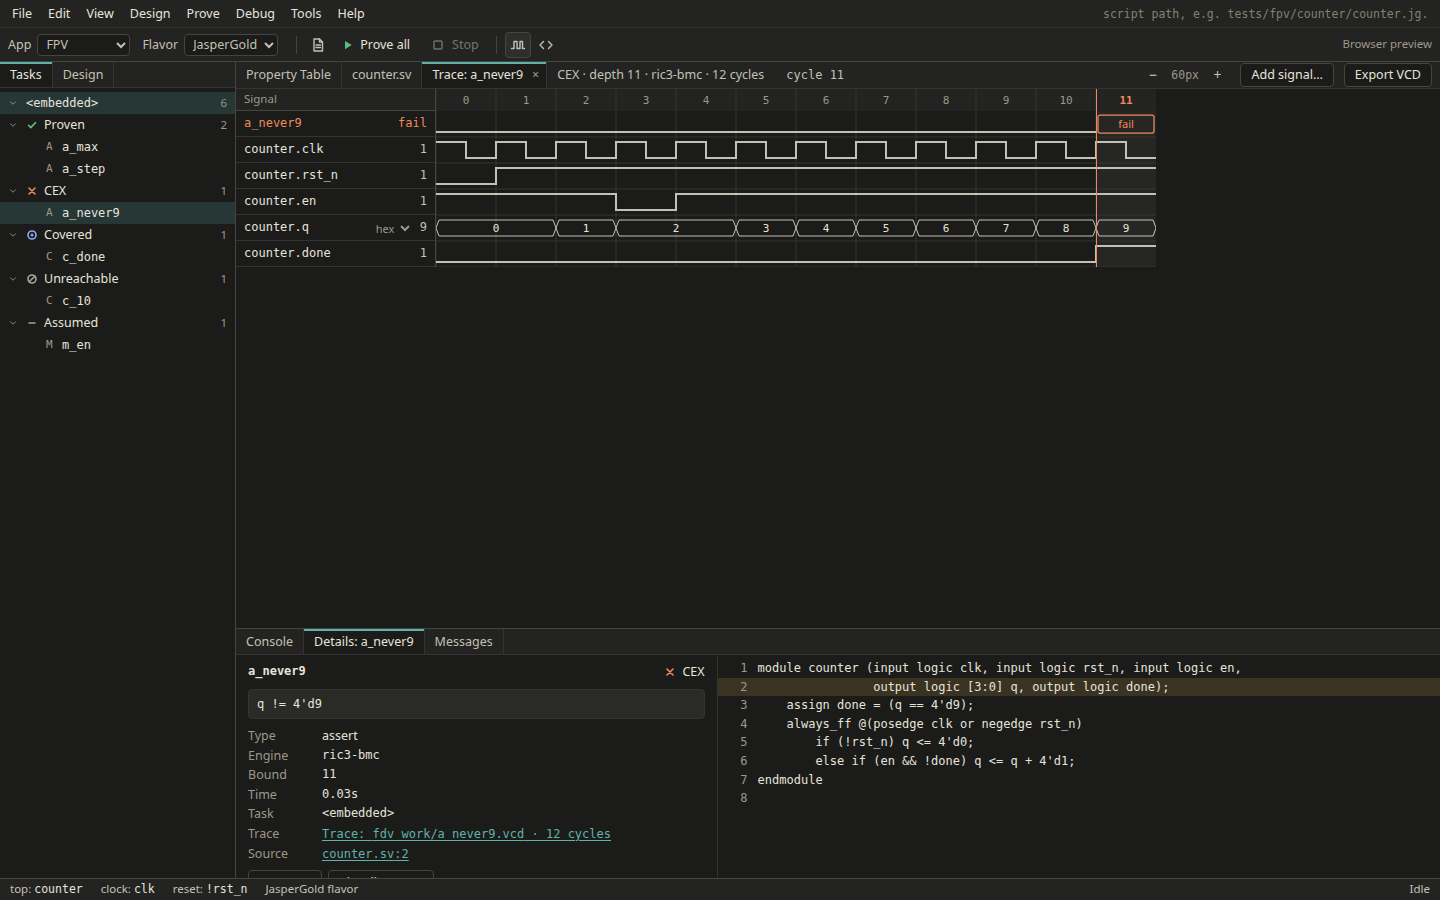 File Edit View Design Prove Debug Tools Help
script path, e.g. tests/fpv/counter/counter.jg.
App FPV Flavor JasperGold Prove all Stop
Browser preview
Tasks Design
<embedded> 6
Proven 2
A a_max
A a_step
CEX 1
A a_never9
Covered 1
C c_done
Unreachable 1
C c_10
Assumed 1
M m_en
Property Table counter.sv Trace: a_never9 × CEX · depth 11 · ric3-bmc · 12 cycles cycle 11
− 60px + Add signal... Export VCD
Signal 0 1 2 3 4 5 6 7 8 9 10 11
a_never9 fail fail
counter.clk 1
counter.rst_n 1
counter.en 1
counter.q hex 9 0 1 2 3 4 5 6 7 8 9
counter.done 1
Console Details: a_never9 Messages
a_never9 CEX
q != 4'd9
Type assert
Engine ric3-bmc
Bound 11
Time 0.03s
Task <embedded>
Trace Trace: fdv_work/a_never9.vcd · 12 cycles
Source counter.sv:2
1 module counter (input logic clk, input logic rst_n, input logic en,
2 output logic [3:0] q, output logic done);
3 assign done = (q == 4'd9);
4 always_ff @(posedge clk or negedge rst_n)
5 if (!rst_n) q <= 4'd0;
6 else if (en && !done) q <= q + 4'd1;
7 endmodule
8
top: counter clock: clk reset: !rst_n JasperGold flavor
Idle